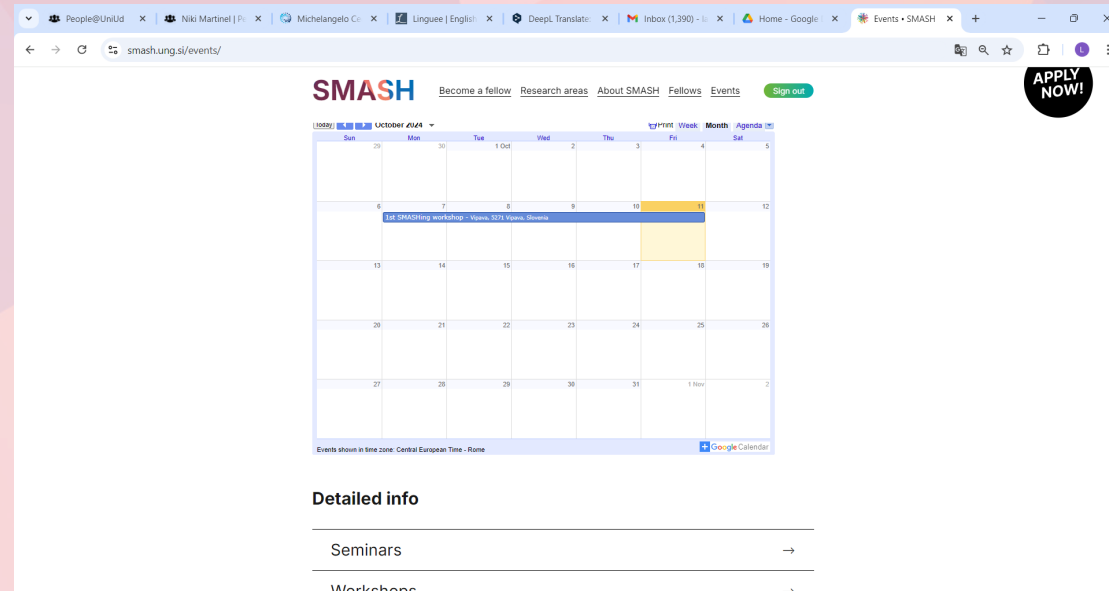 People@UniUd
Niki Martinel | Po
Michelangelo Ce
Linguee | English
DeepL Translate
Inbox (1,390) - la
Home - Google
Events • SMASH
smash.ung.si/events/
L
APPLY
NOW!
SMASH
Become a fellow Research areas About SMASH Fellows Events Sign out
Today October 2024 Print Week Month Agenda
Sun Mon Tue Wed Thu Fri Sat
29 30 1 Oct 2 3 4 5
6 7 8 9 10 11 12
1st SMASHing workshop - Vipava, 5271 Vipava, Slovenia
13 14 15 16 17 18 19
20 21 22 23 24 25 26
27 28 29 30 31 1 Nov 2
Events shown in time zone: Central European Time - Rome
Google Calendar
Detailed info
Seminars
Workshops